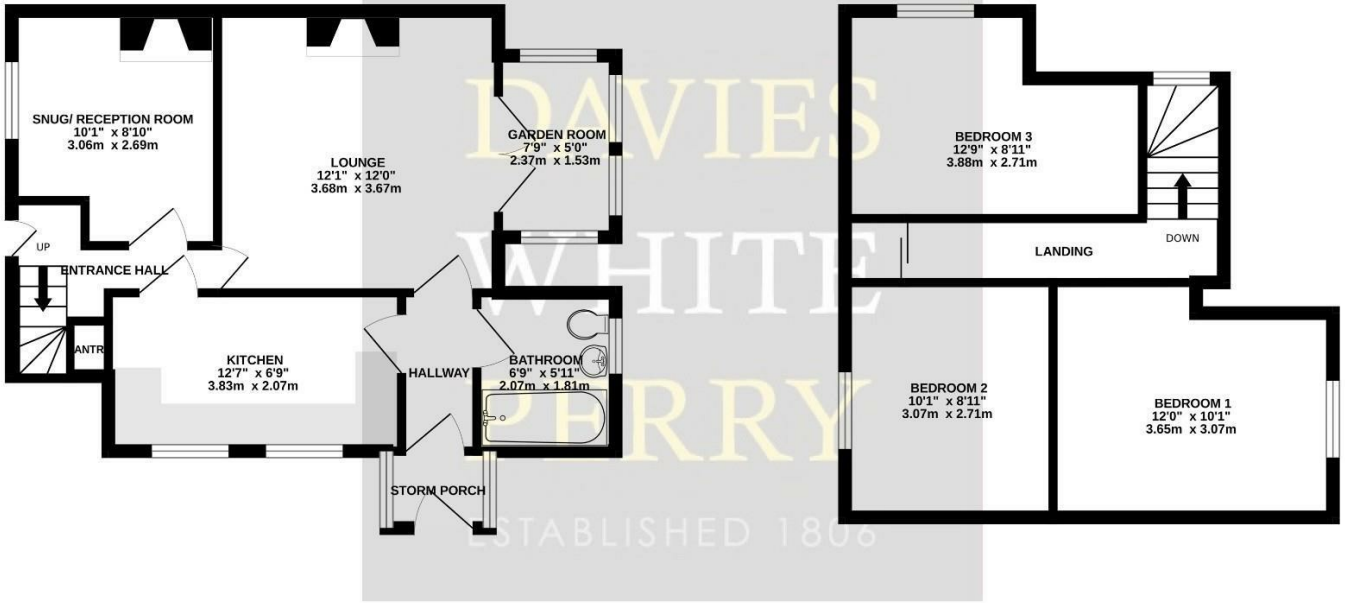 SNUG/ RECEPTION ROOM
10'1" x 8'10"
3.06m x 2.69m
LOUNGE
12'1" x 12'0"
3.68m x 3.67m
GARDEN ROOM
7'9" x 5'0"
2.37m x 1.53m
UP
ENTRANCE HALL
ANTR
KITCHEN
12'7" x 6'9"
3.83m x 2.07m
HALLWAY
BATHROOM
6'9" x 5'11"
2.07m x 1.81m
STORM PORCH
BEDROOM 3
12'9" x 8'11"
3.88m x 2.71m
LANDING
DOWN
BEDROOM 2
10'1" x 8'11"
3.07m x 2.71m
BEDROOM 1
12'0" x 10'1"
3.65m x 3.07m
DAVIES
WHITE
PERRY
ESTABLISHED 1806